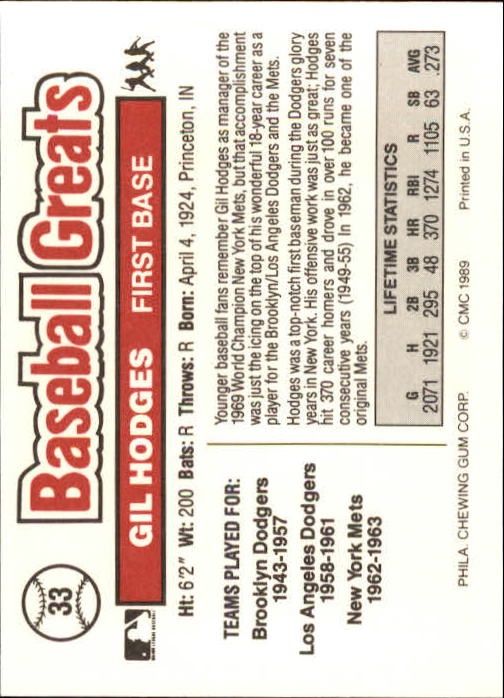 33
Baseball Greats
GIL HODGES FIRST BASE
Ht: 6'2" Wt: 200 Bats: R Throws: R Born: April 4, 1924, Princeton, IN
TEAMS PLAYED FOR:
Brooklyn Dodgers
1943-1957
Los Angeles Dodgers
1958-1961
New York Mets
1962-1963
Younger baseball fans remember Gil Hodges as manager of the
1969 World Champion New York Mets, but that accomplishment
was just the icing on the top of his wonderful 18-year career as a
player for the Brooklyn/Los Angeles Dodgers and the Mets.
Hodges was a top-notch first baseman during the Dodgers glory
years in New York. His offensive work was just as great; Hodges
hit 370 career homers and drove in over 100 runs for seven
consecutive years (1949-55) In 1962, he became one of the
original Mets.
LIFETIME STATISTICS
G H 2B 3B HR RBI R SB AVG
2071 1921 295 48 370 1274 1105 63 .273
PHILA. CHEWING GUM CORP. © CMC 1989 Printed in U.S.A.